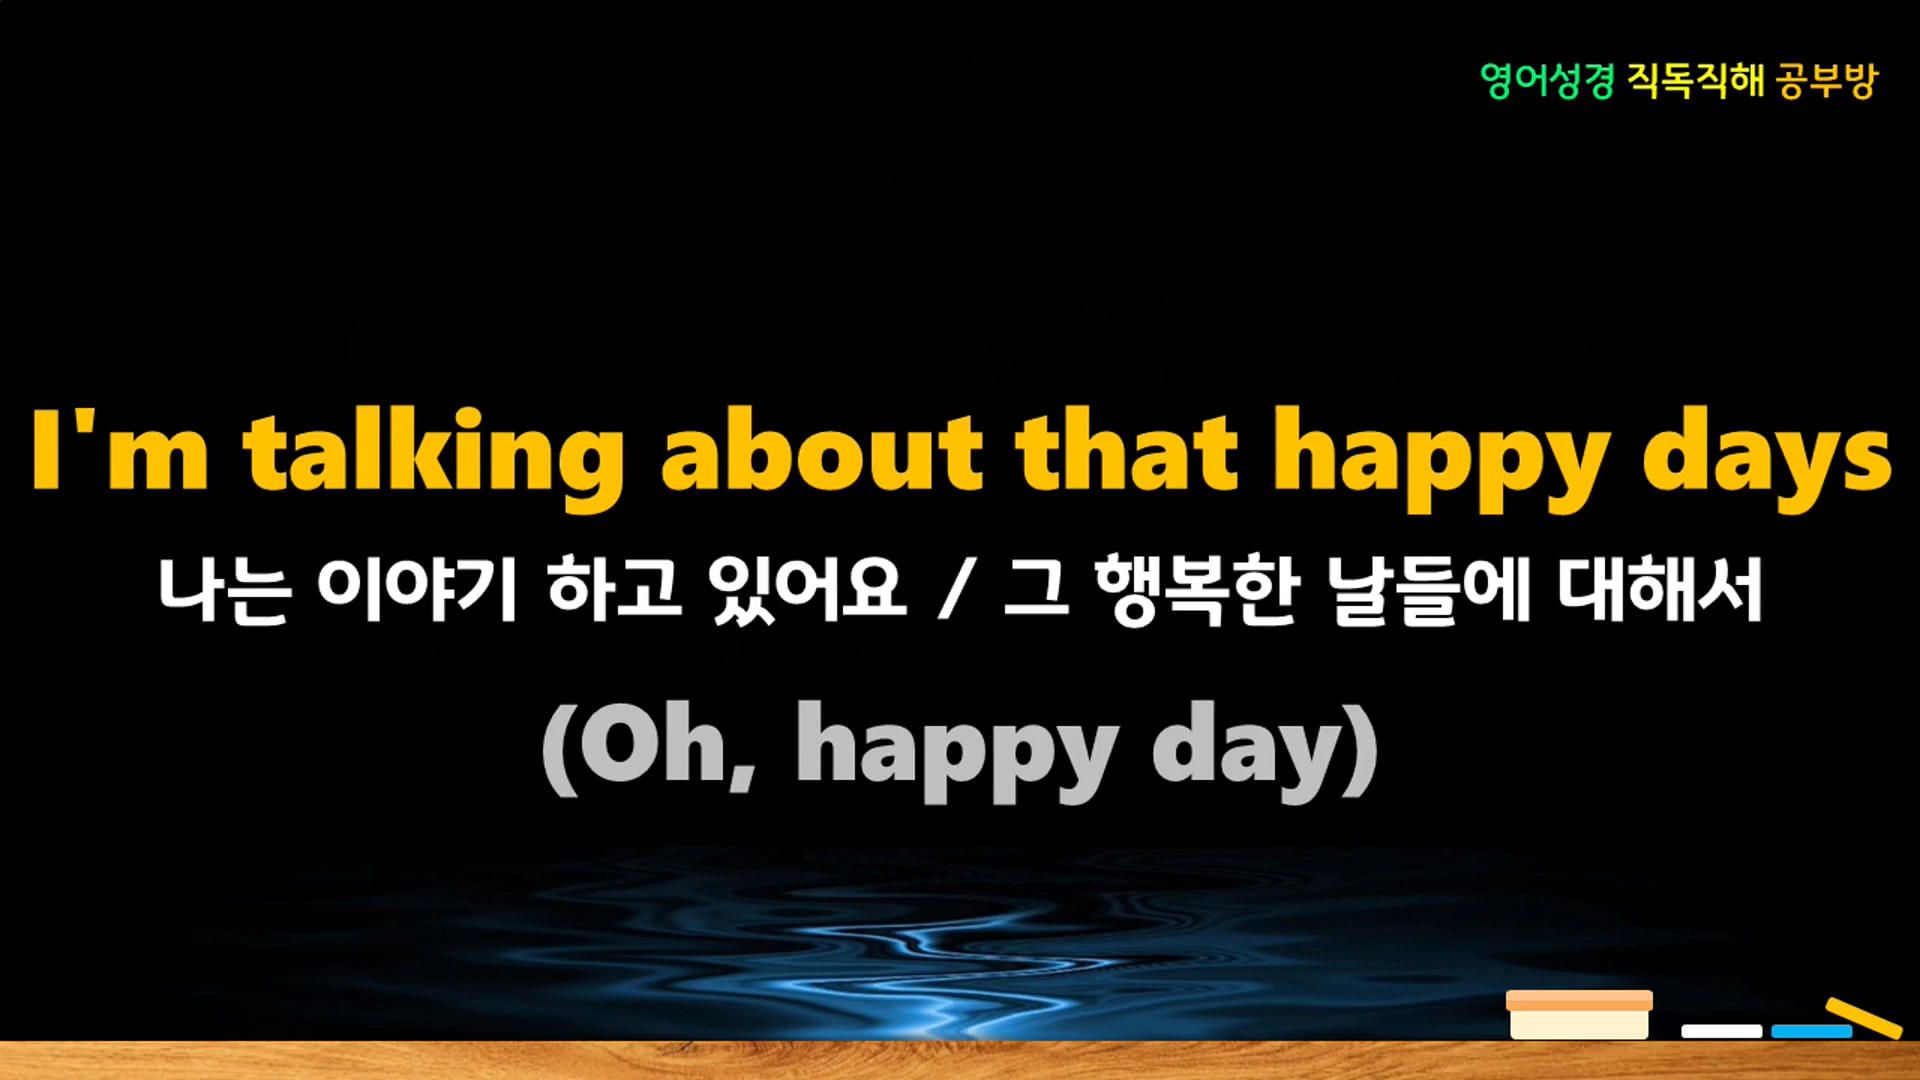 영어성경 직독직해 공부방
I'm talking about that happy days
나는 이야기 하고 있어요 / 그 행복한 날들에 대해서
(Oh, happy day)